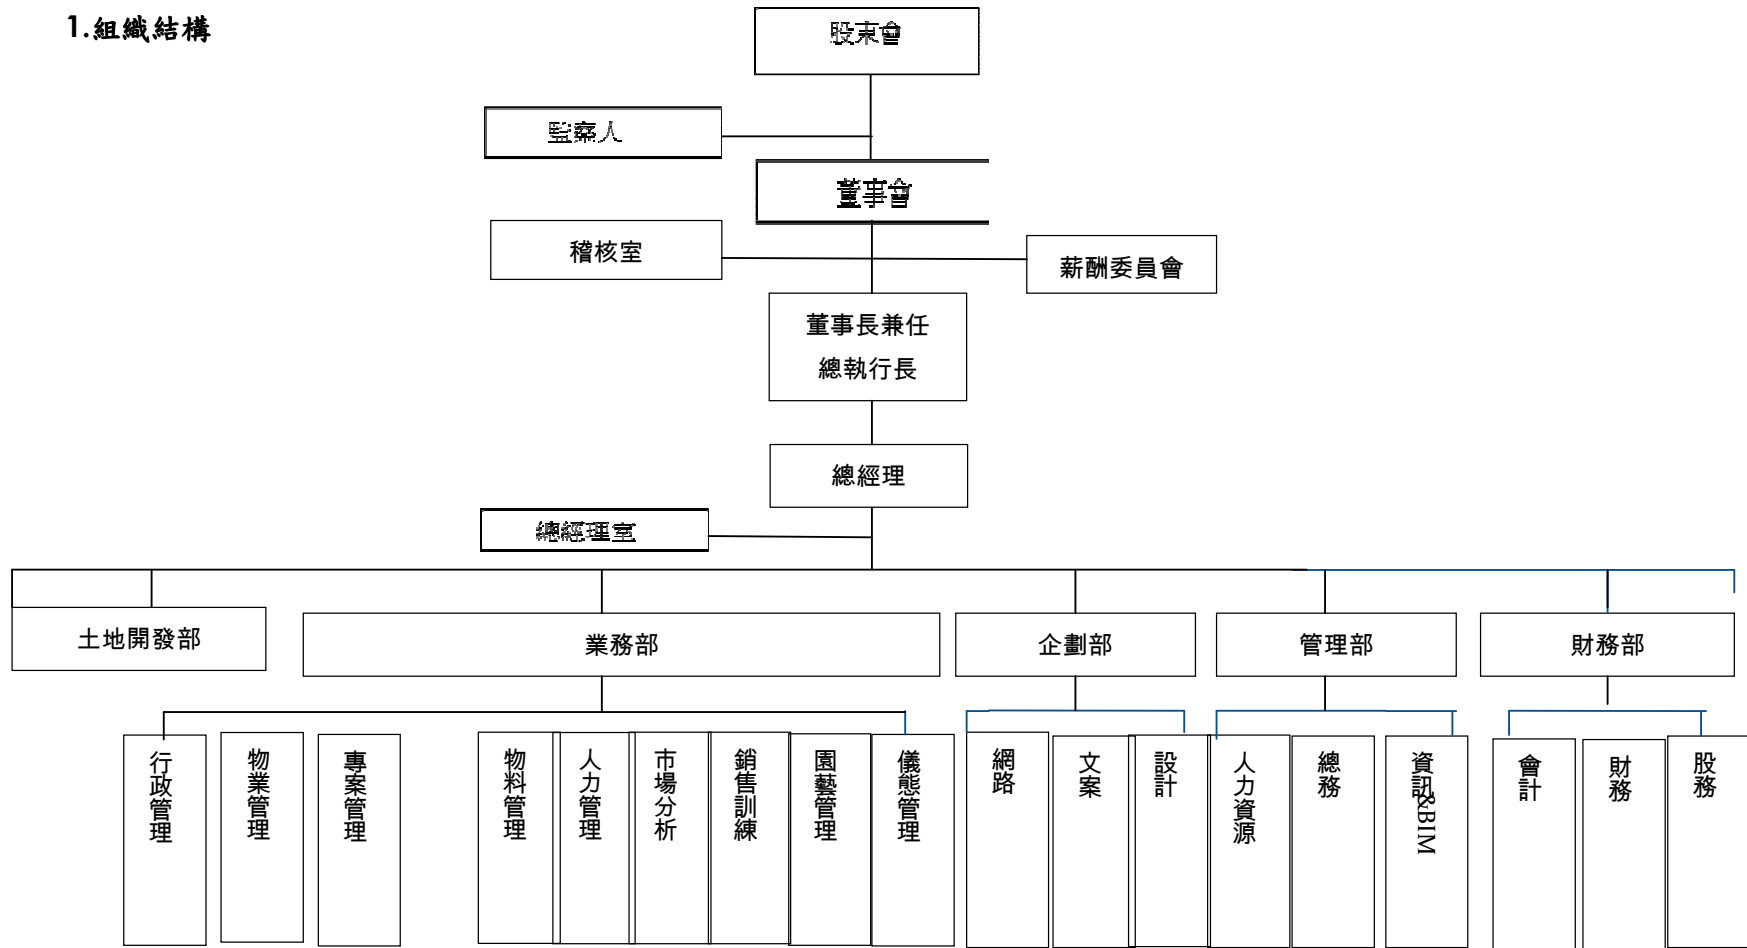 1.組織結構
股東會
監察人
董事會
稽核室
薪酬委員會
董事長兼任
總執行長
總經理
總經理室
土地開發部
業務部
企劃部
管理部
財務部
行政管理
物業管理
專案管理
物料管理
人力管理
市場分析
銷售訓練
園藝管理
儀態管理
網路
文案
設計
人力資源
總務
資訊&BIM
會計
財務
股務